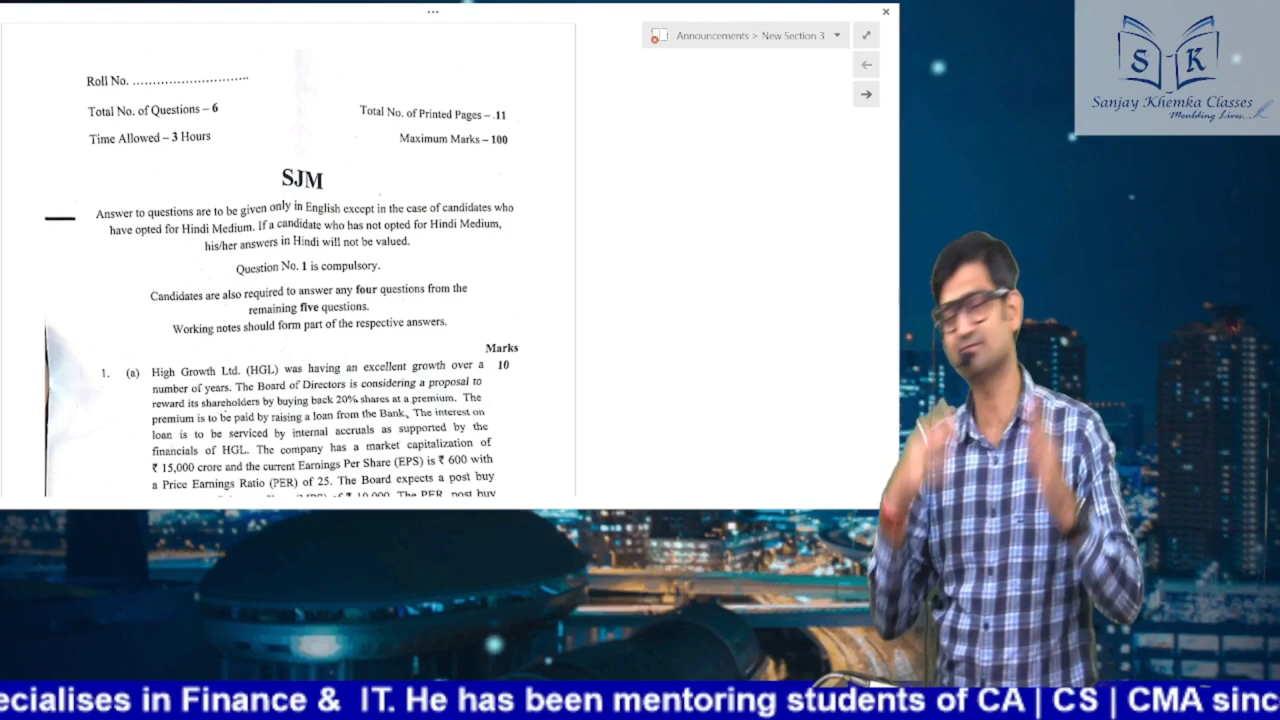 Announcements > New Section 3
S K
Sanjay Khemka Classes
Moulding Lives...
Roll No. ................................
Total No. of Questions – 6
Total No. of Printed Pages – 11
Time Allowed – 3 Hours
Maximum Marks – 100
SJM
Answer to questions are to be given only in English except in the case of candidates who
have opted for Hindi Medium. If a candidate who has not opted for Hindi Medium,
his/her answers in Hindi will not be valued.
Question No. 1 is compulsory.
Candidates are also required to answer any four questions from the
remaining five questions.
Working notes should form part of the respective answers.
Marks
1. (a) High Growth Ltd. (HGL) was having an excellent growth over a 10
number of years. The Board of Directors is considering a proposal to
reward its shareholders by buying back 20% shares at a premium. The
premium is to be paid by raising a loan from the Bank. The interest on
loan is to be serviced by internal accruals as supported by the
financials of HGL. The company has a market capitalization of
₹ 15,000 crore and the current Earnings Per Share (EPS) is ₹ 600 with
a Price Earnings Ratio (PER) of 25. The Board expects a post buy
₹ 10,000. The PER, post buy
ecialises in Finance & IT. He has been mentoring students of CA | CS | CMA sinc